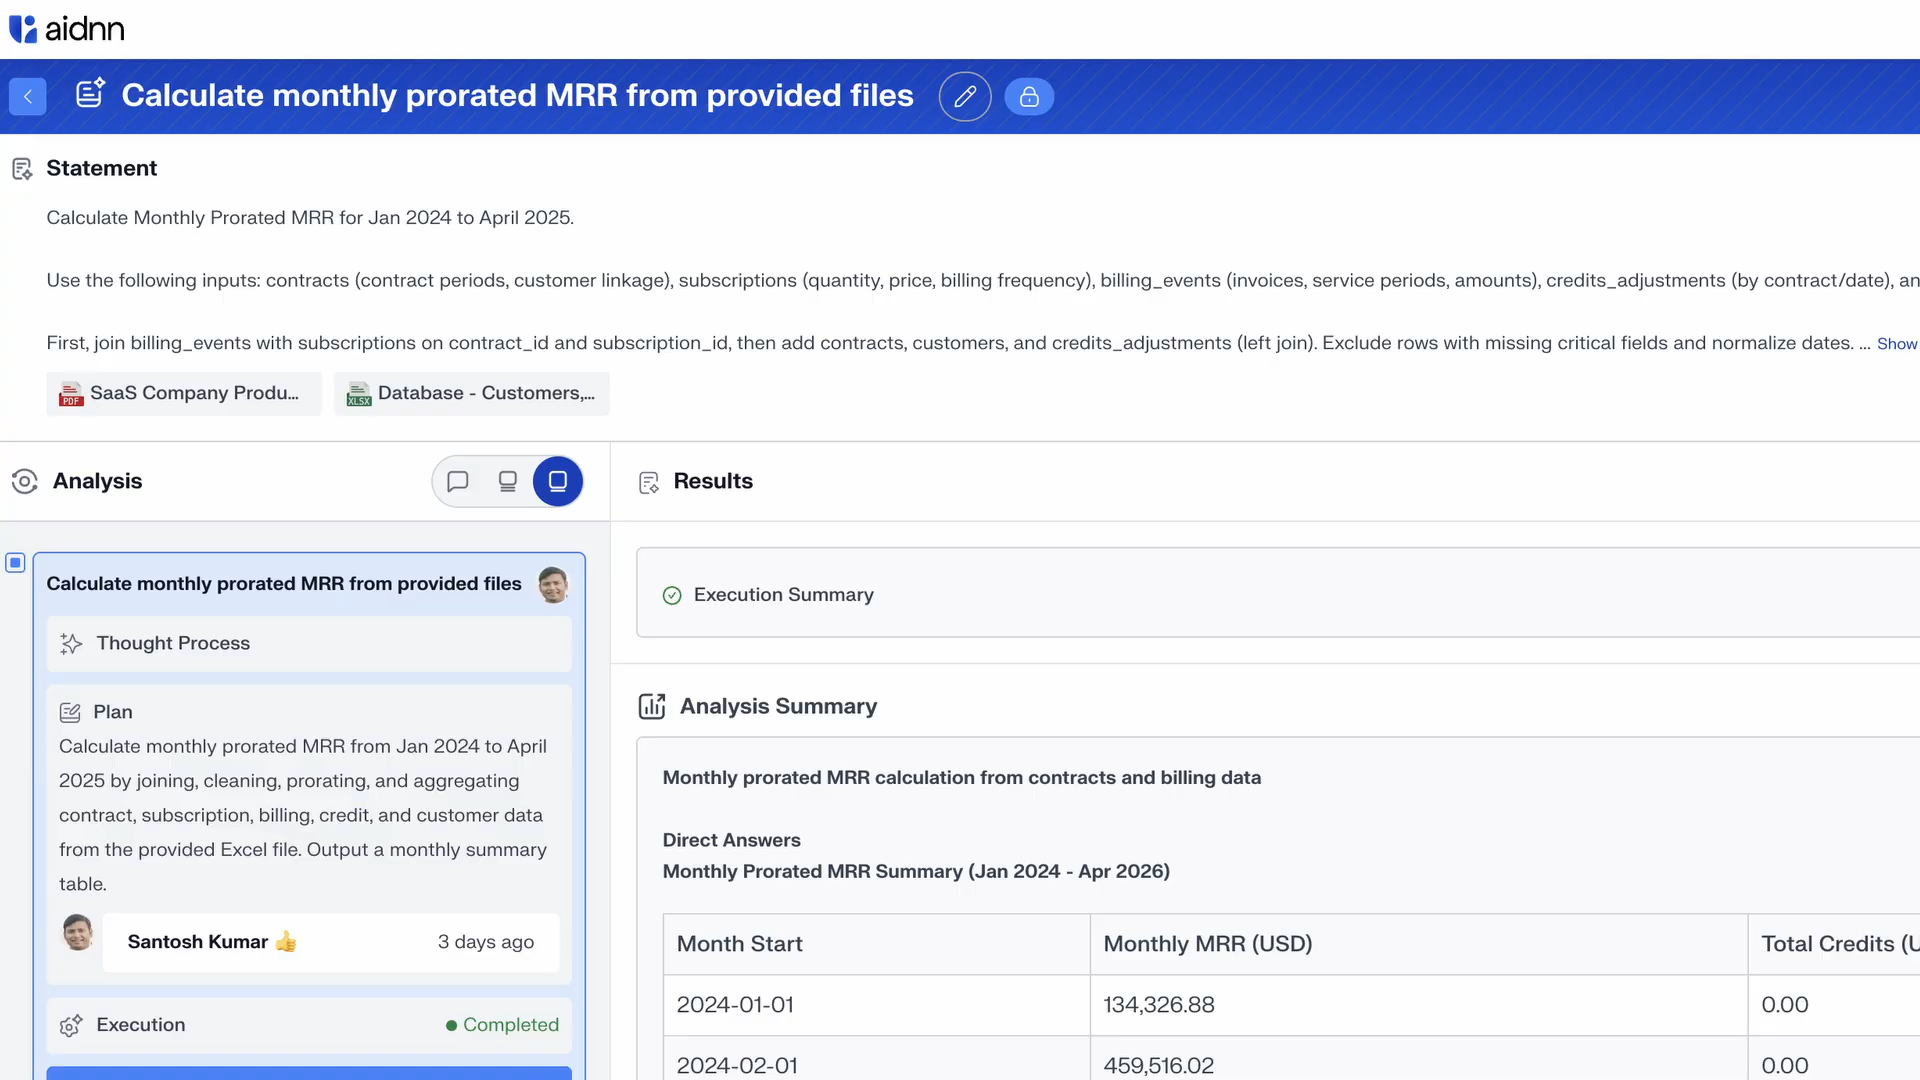 aidnn
Calculate monthly prorated MRR from provided files
Statement
Calculate Monthly Prorated MRR for Jan 2024 to April 2025.
Use the following inputs: contracts (contract periods, customer linkage), subscriptions (quantity, price, billing frequency), billing_events (invoices, service periods, amounts), credits_adjustments (by contract/date), an
First, join billing_events with subscriptions on contract_id and subscription_id, then add contracts, customers, and credits_adjustments (left join). Exclude rows with missing critical fields and normalize dates. ... Show
PDF SaaS Company Produ...
XLSX Database - Customers,...
Analysis
Results
Calculate monthly prorated MRR from provided files
Thought Process
Plan
Calculate monthly prorated MRR from Jan 2024 to April
2025 by joining, cleaning, prorating, and aggregating
contract, subscription, billing, credit, and customer data
from the provided Excel file. Output a monthly summary
table.
Santosh Kumar 👍 3 days ago
Execution Completed
Execution Summary
Analysis Summary
Monthly prorated MRR calculation from contracts and billing data
Direct Answers
Monthly Prorated MRR Summary (Jan 2024 - Apr 2026)
Month Start Monthly MRR (USD) Total Credits (U
2024-01-01 134,326.88 0.00
2024-02-01 459,516.02 0.00